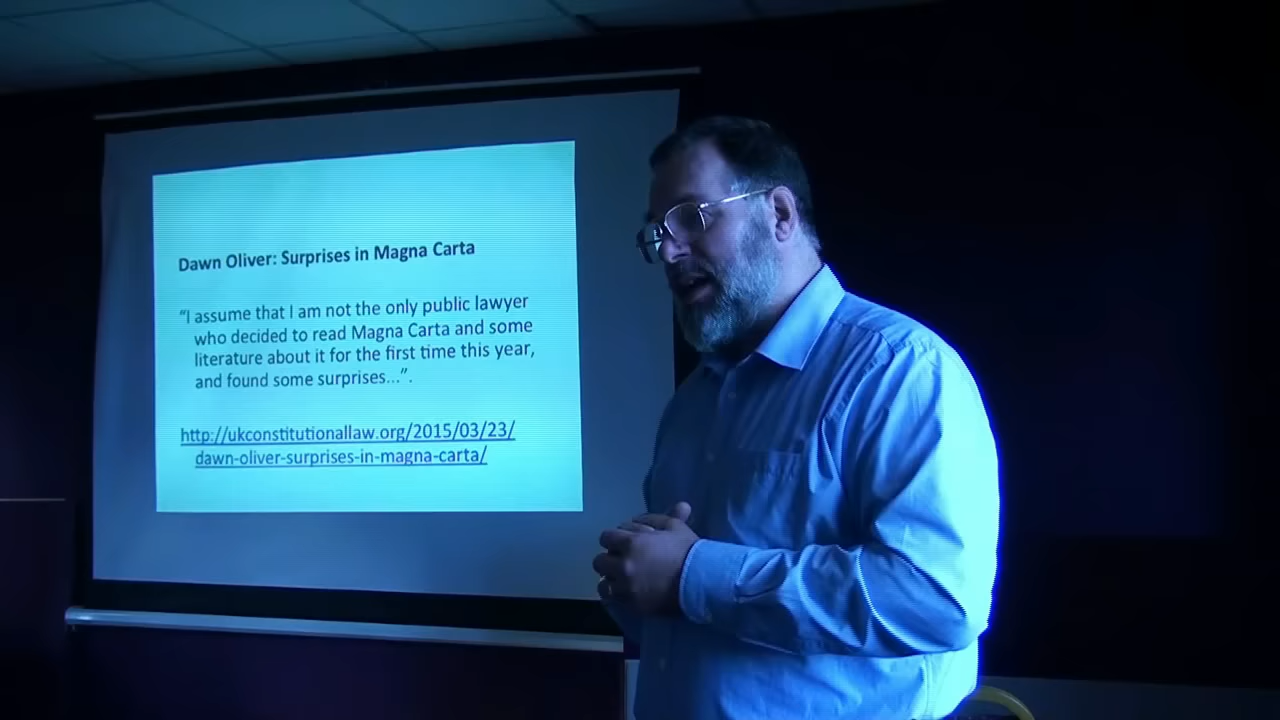 Dawn Oliver: Surprises in Magna Carta
“I assume that I am not the only public lawyer
who decided to read Magna Carta and some
literature about it for the first time this year,
and found some surprises...”.
http://ukconstitutionallaw.org/2015/03/23/
dawn-oliver-surprises-in-magna-carta/